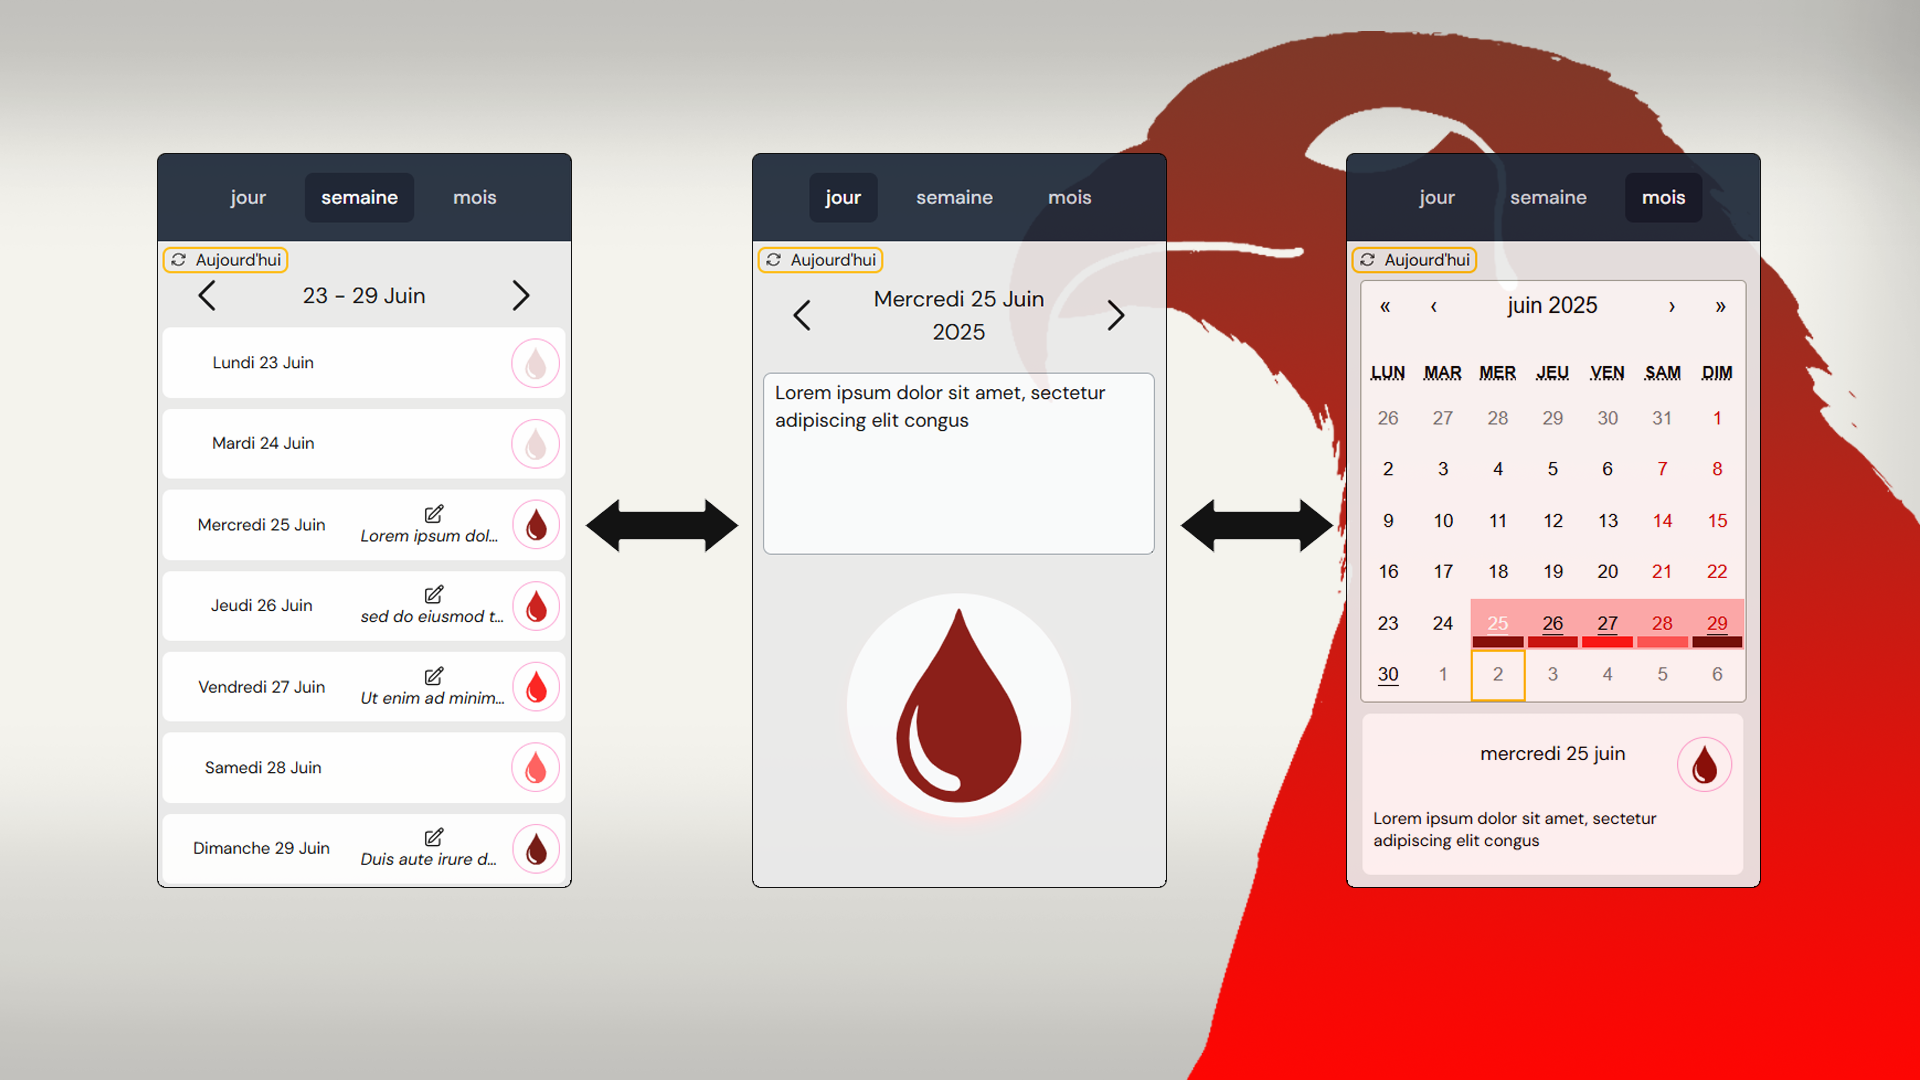 jour semaine mois
Aujourd'hui
23 - 29 Juin
Lundi 23 Juin
Mardi 24 Juin
Mercredi 25 Juin
Lorem ipsum dol...
Jeudi 26 Juin
sed do eiusmod t...
Vendredi 27 Juin
Ut enim ad minim...
Samedi 28 Juin
Dimanche 29 Juin
Duis aute irure d...
jour semaine mois
Aujourd'hui
Mercredi 25 Juin
2025
Lorem ipsum dolor sit amet, sectetur
adipiscing elit congus
jour semaine mois
Aujourd'hui
« ‹ juin 2025 › »
LUN MAR MER JEU VEN SAM DIM
26 27 28 29 30 31 1
2 3 4 5 6 7 8
9 10 11 12 13 14 15
16 17 18 19 20 21 22
23 24 25 26 27 28 29
30 1 2 3 4 5 6
mercredi 25 juin
Lorem ipsum dolor sit amet, sectetur
adipiscing elit congus